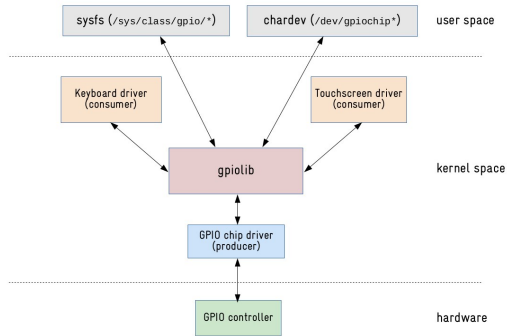 sysfs (/sys/class/gpio/*)
chardev (/dev/gpiochip*)
user space
Keyboard driver
(consumer)
Touchscreen driver
(consumer)
gpiolib
kernel space
GPIO chip driver
(producer)
GPIO controller
hardware